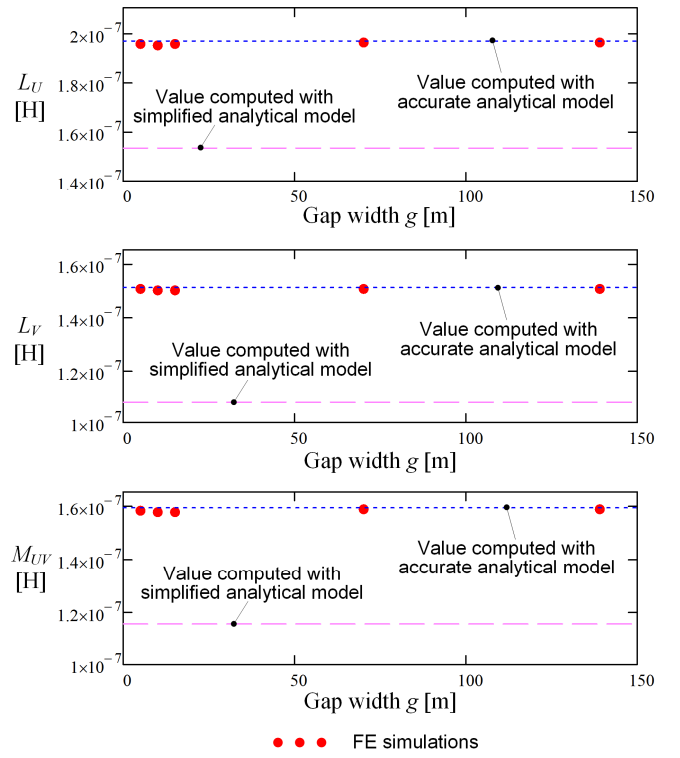 2×10⁻⁷
L_U
[H]
1.8×10⁻⁷
1.6×10⁻⁷
1.4×10⁻⁷
Value computed with
simplified analytical model
Value computed with
accurate analytical model
0 50 100 150
Gap width g [m]
1.6×10⁻⁷
L_V
[H]
1.4×10⁻⁷
1.2×10⁻⁷
1×10⁻⁷
Value computed with
accurate analytical model
Value computed with
simplified analytical model
0 50 100 150
Gap width g [m]
1.6×10⁻⁷
M_UV
[H]
1.4×10⁻⁷
1.2×10⁻⁷
1×10⁻⁷
Value computed with
accurate analytical model
Value computed with
simplified analytical model
0 50 100 150
Gap width g [m]
FE simulations